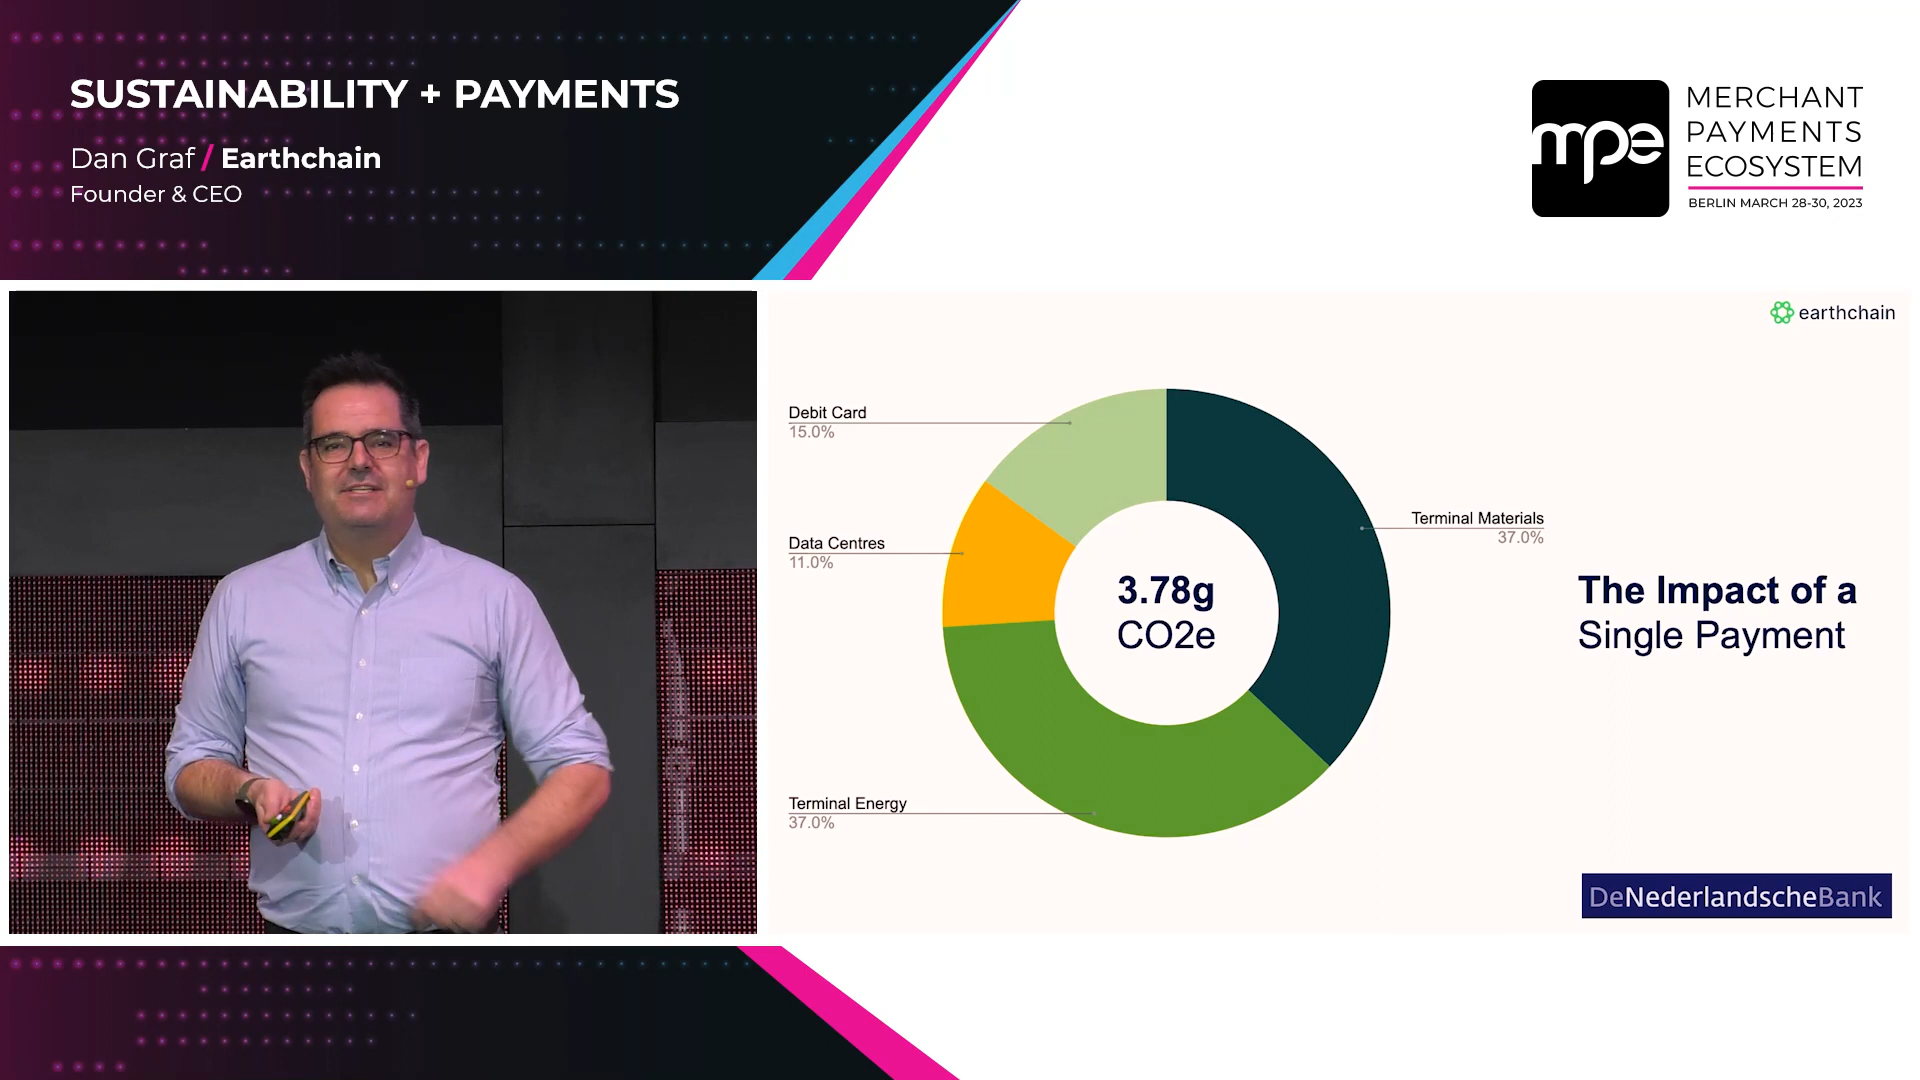 SUSTAINABILITY + PAYMENTS
Dan Graf / Earthchain
Founder & CEO
mpe
MERCHANT
PAYMENTS
ECOSYSTEM
BERLIN MARCH 28-30, 2023
earthchain
Debit Card
15.0%
Data Centres
11.0%
Terminal Energy
37.0%
3.78g
CO2e
Terminal Materials
37.0%
The Impact of a
Single Payment
DeNederlandscheBank